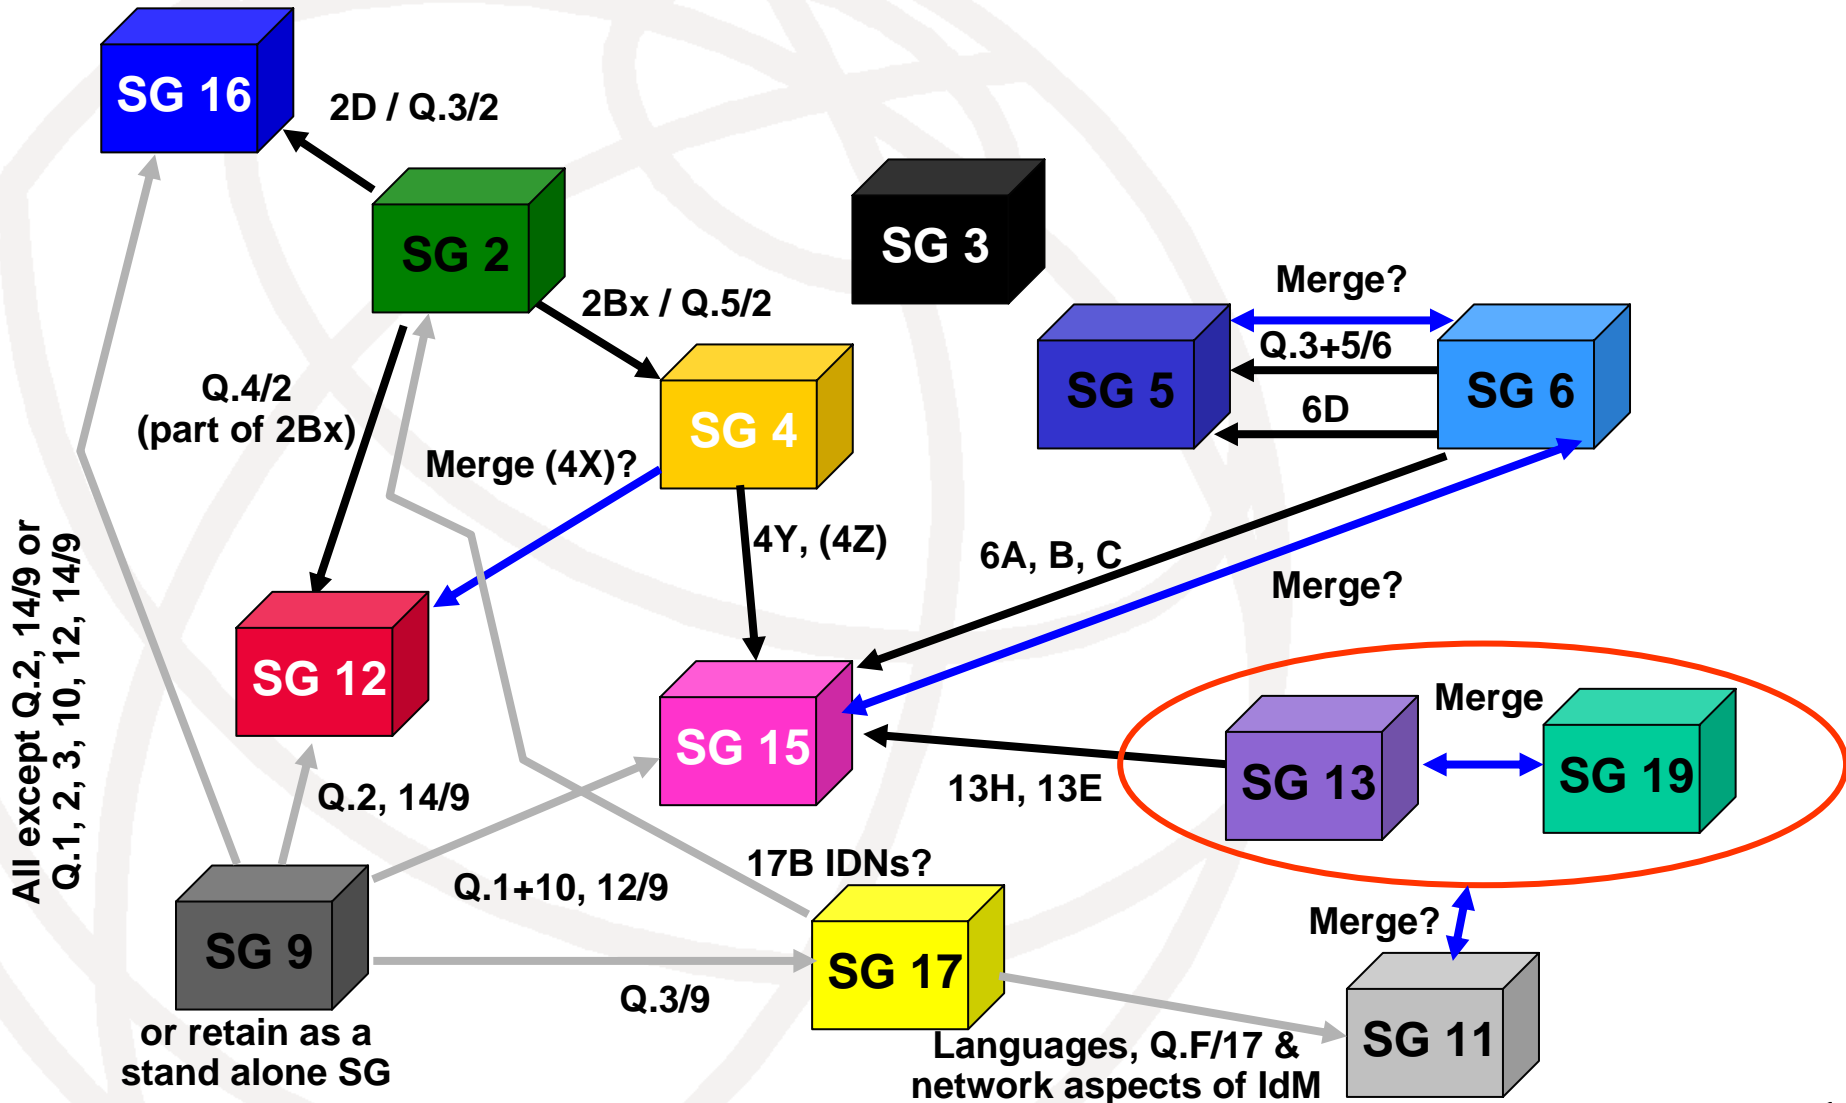 SG 16
2D / Q.3/2
SG 2
SG 3
2Bx / Q.5/2
Merge?
Q.3+5/6
SG 5
SG 6
6D
Q.4/2
(part of 2Bx)
SG 4
Merge (4X)?
4Y, (4Z)
6A, B, C
Merge?
All except Q.2, 14/9 or
Q.1, 2, 3, 10, 12, 14/9
SG 12
SG 15
Merge
SG 13
SG 19
13H, 13E
Q.2, 14/9
17B IDNs?
Q.1+10, 12/9
Merge?
SG 9
SG 17
Q.3/9
or retain as a
stand alone SG
SG 11
Languages, Q.F/17 &
network aspects of IdM